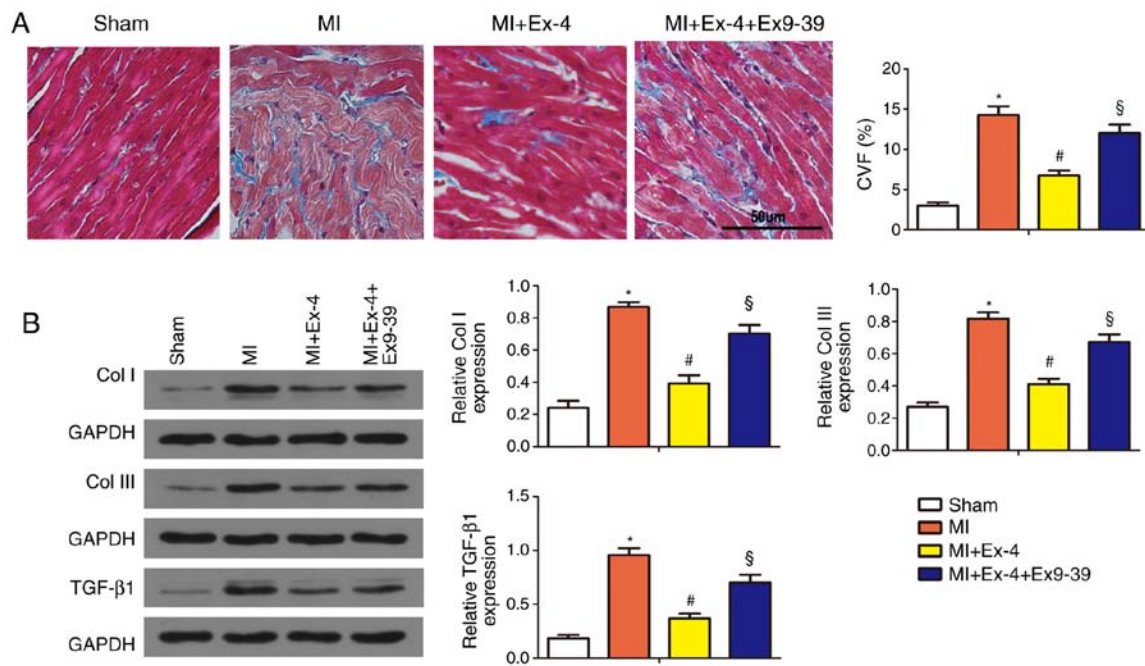 A
Sham
MI
MI+Ex-4
MI+Ex-4+Ex9-39
50um
CVF (%)
20
15
10
5
0
*
#
§
B
Sham
MI
MI+Ex-4
MI+Ex-4+
Ex9-39
Col I
GAPDH
Col III
GAPDH
TGF-β1
GAPDH
Relative Col I
expression
1.0
0.8
0.6
0.4
0.2
0.0
*
#
§
Relative Col III
expression
1.0
0.8
0.6
0.4
0.2
0.0
*
#
§
Relative TGF-β1
expression
1.5
1.0
0.5
0.0
*
#
§
Sham
MI
MI+Ex-4
MI+Ex-4+Ex9-39